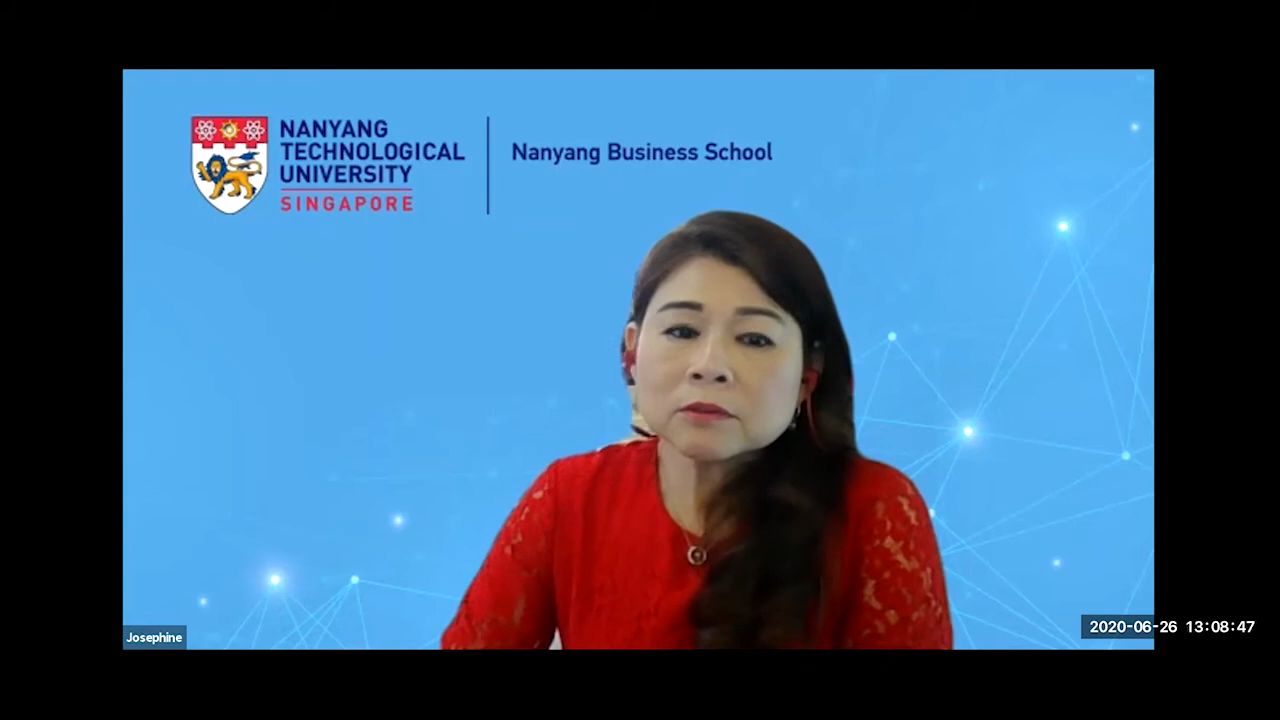 NANYANG
TECHNOLOGICAL
UNIVERSITY
SINGAPORE
Nanyang Business School
Josephine
2020-06-26 13:08:47